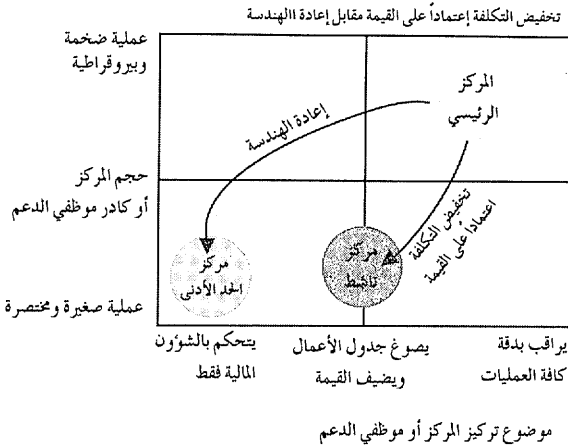 تخفيض التكلفة إعتماداً على القيمة مقابل إعادة االهندسة
عملية ضخمة
وبيروقراطية
المركز
الرئيسي
إعادة الهندسة
حجم المركز
أو كادر موظفي الدعم
تخفيض التكلفة
اعتماداً على القيمة
مركز
الحد الأدنى
مركز
ناشط
عملية صغيرة ومختصرة
يراقب بدقة
كافة العمليات
يصوغ جدول الأعمال
ويضيف القيمة
يتحكم بالشؤون
المالية فقط
موضوع تركيز المركز أو موظفي الدعم